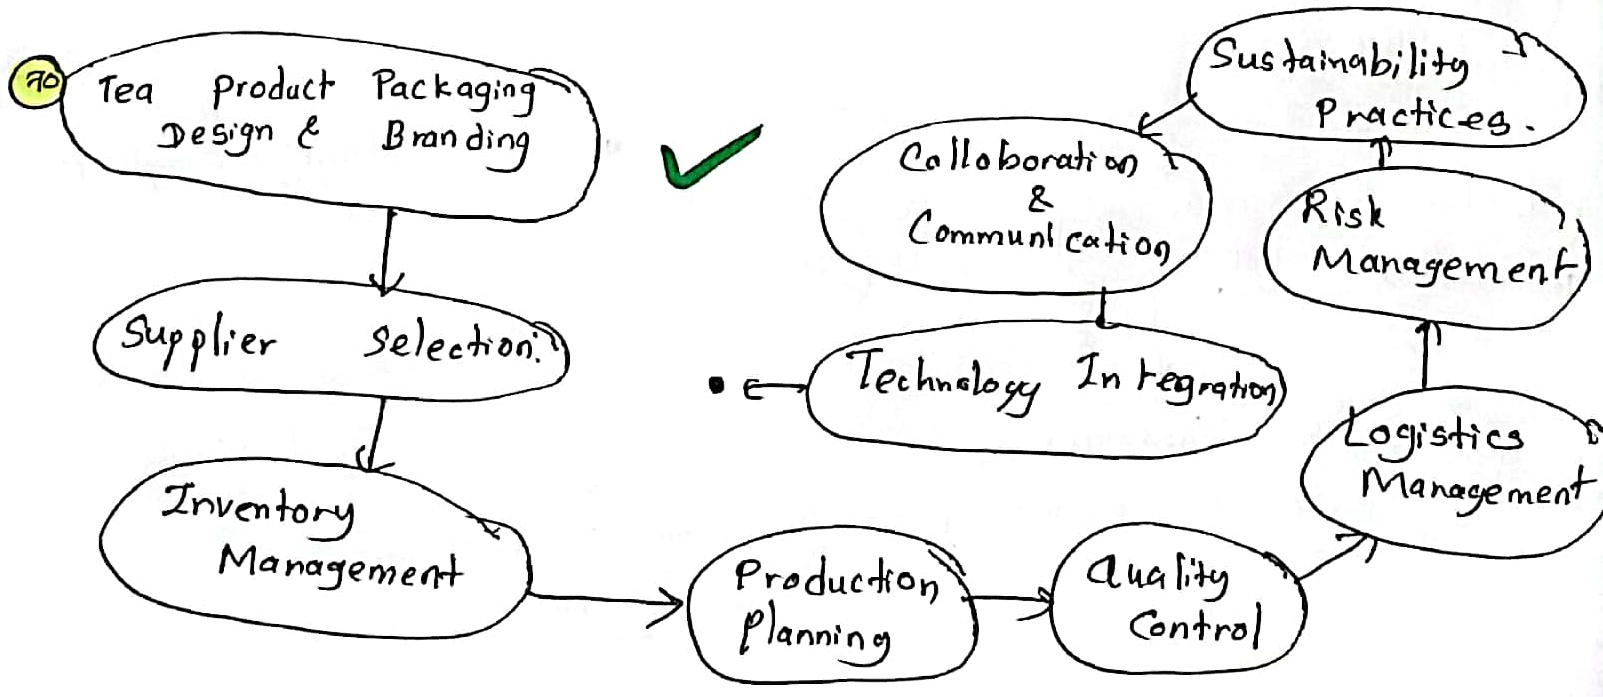 70
Tea Product Packaging
Design & Branding
Supplier Selection.
Inventory
Management
Production
Planning
Quality
Control
Logistics
Management
Risk
Management
Sustainability
Practices.
Colloboration
&
Communication
Technology Integration